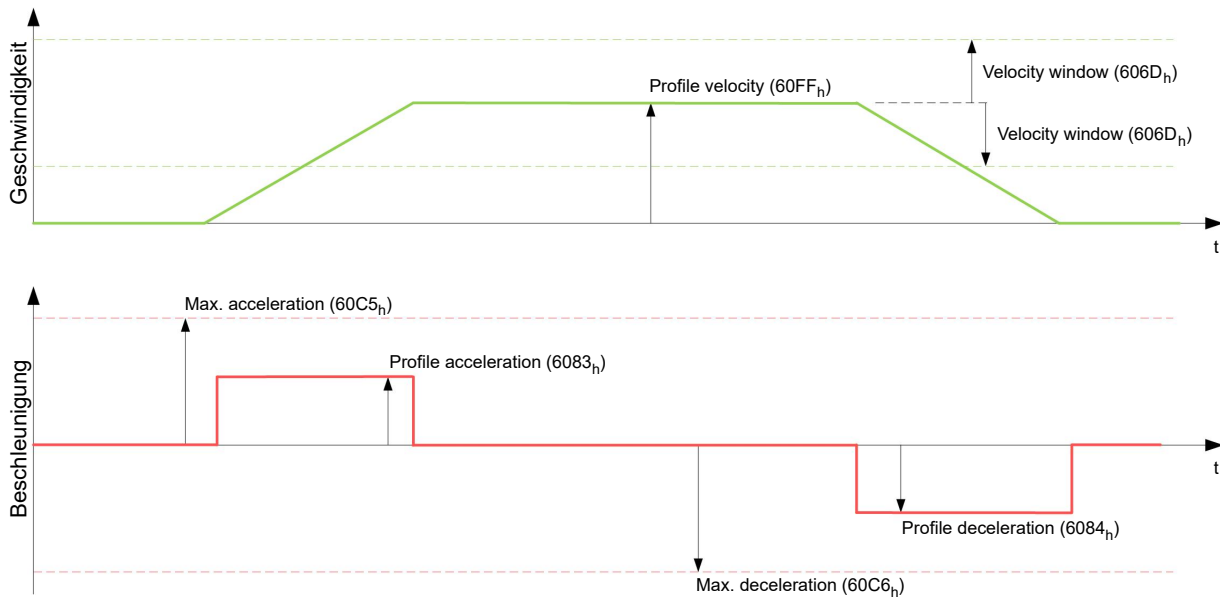 Geschwindigkeit
Velocity window (606Dh)
Profile velocity (60FFh)
Velocity window (606Dh)
t
Beschleunigung
Max. acceleration (60C5h)
Profile acceleration (6083h)
t
Profile deceleration (6084h)
Max. deceleration (60C6h)